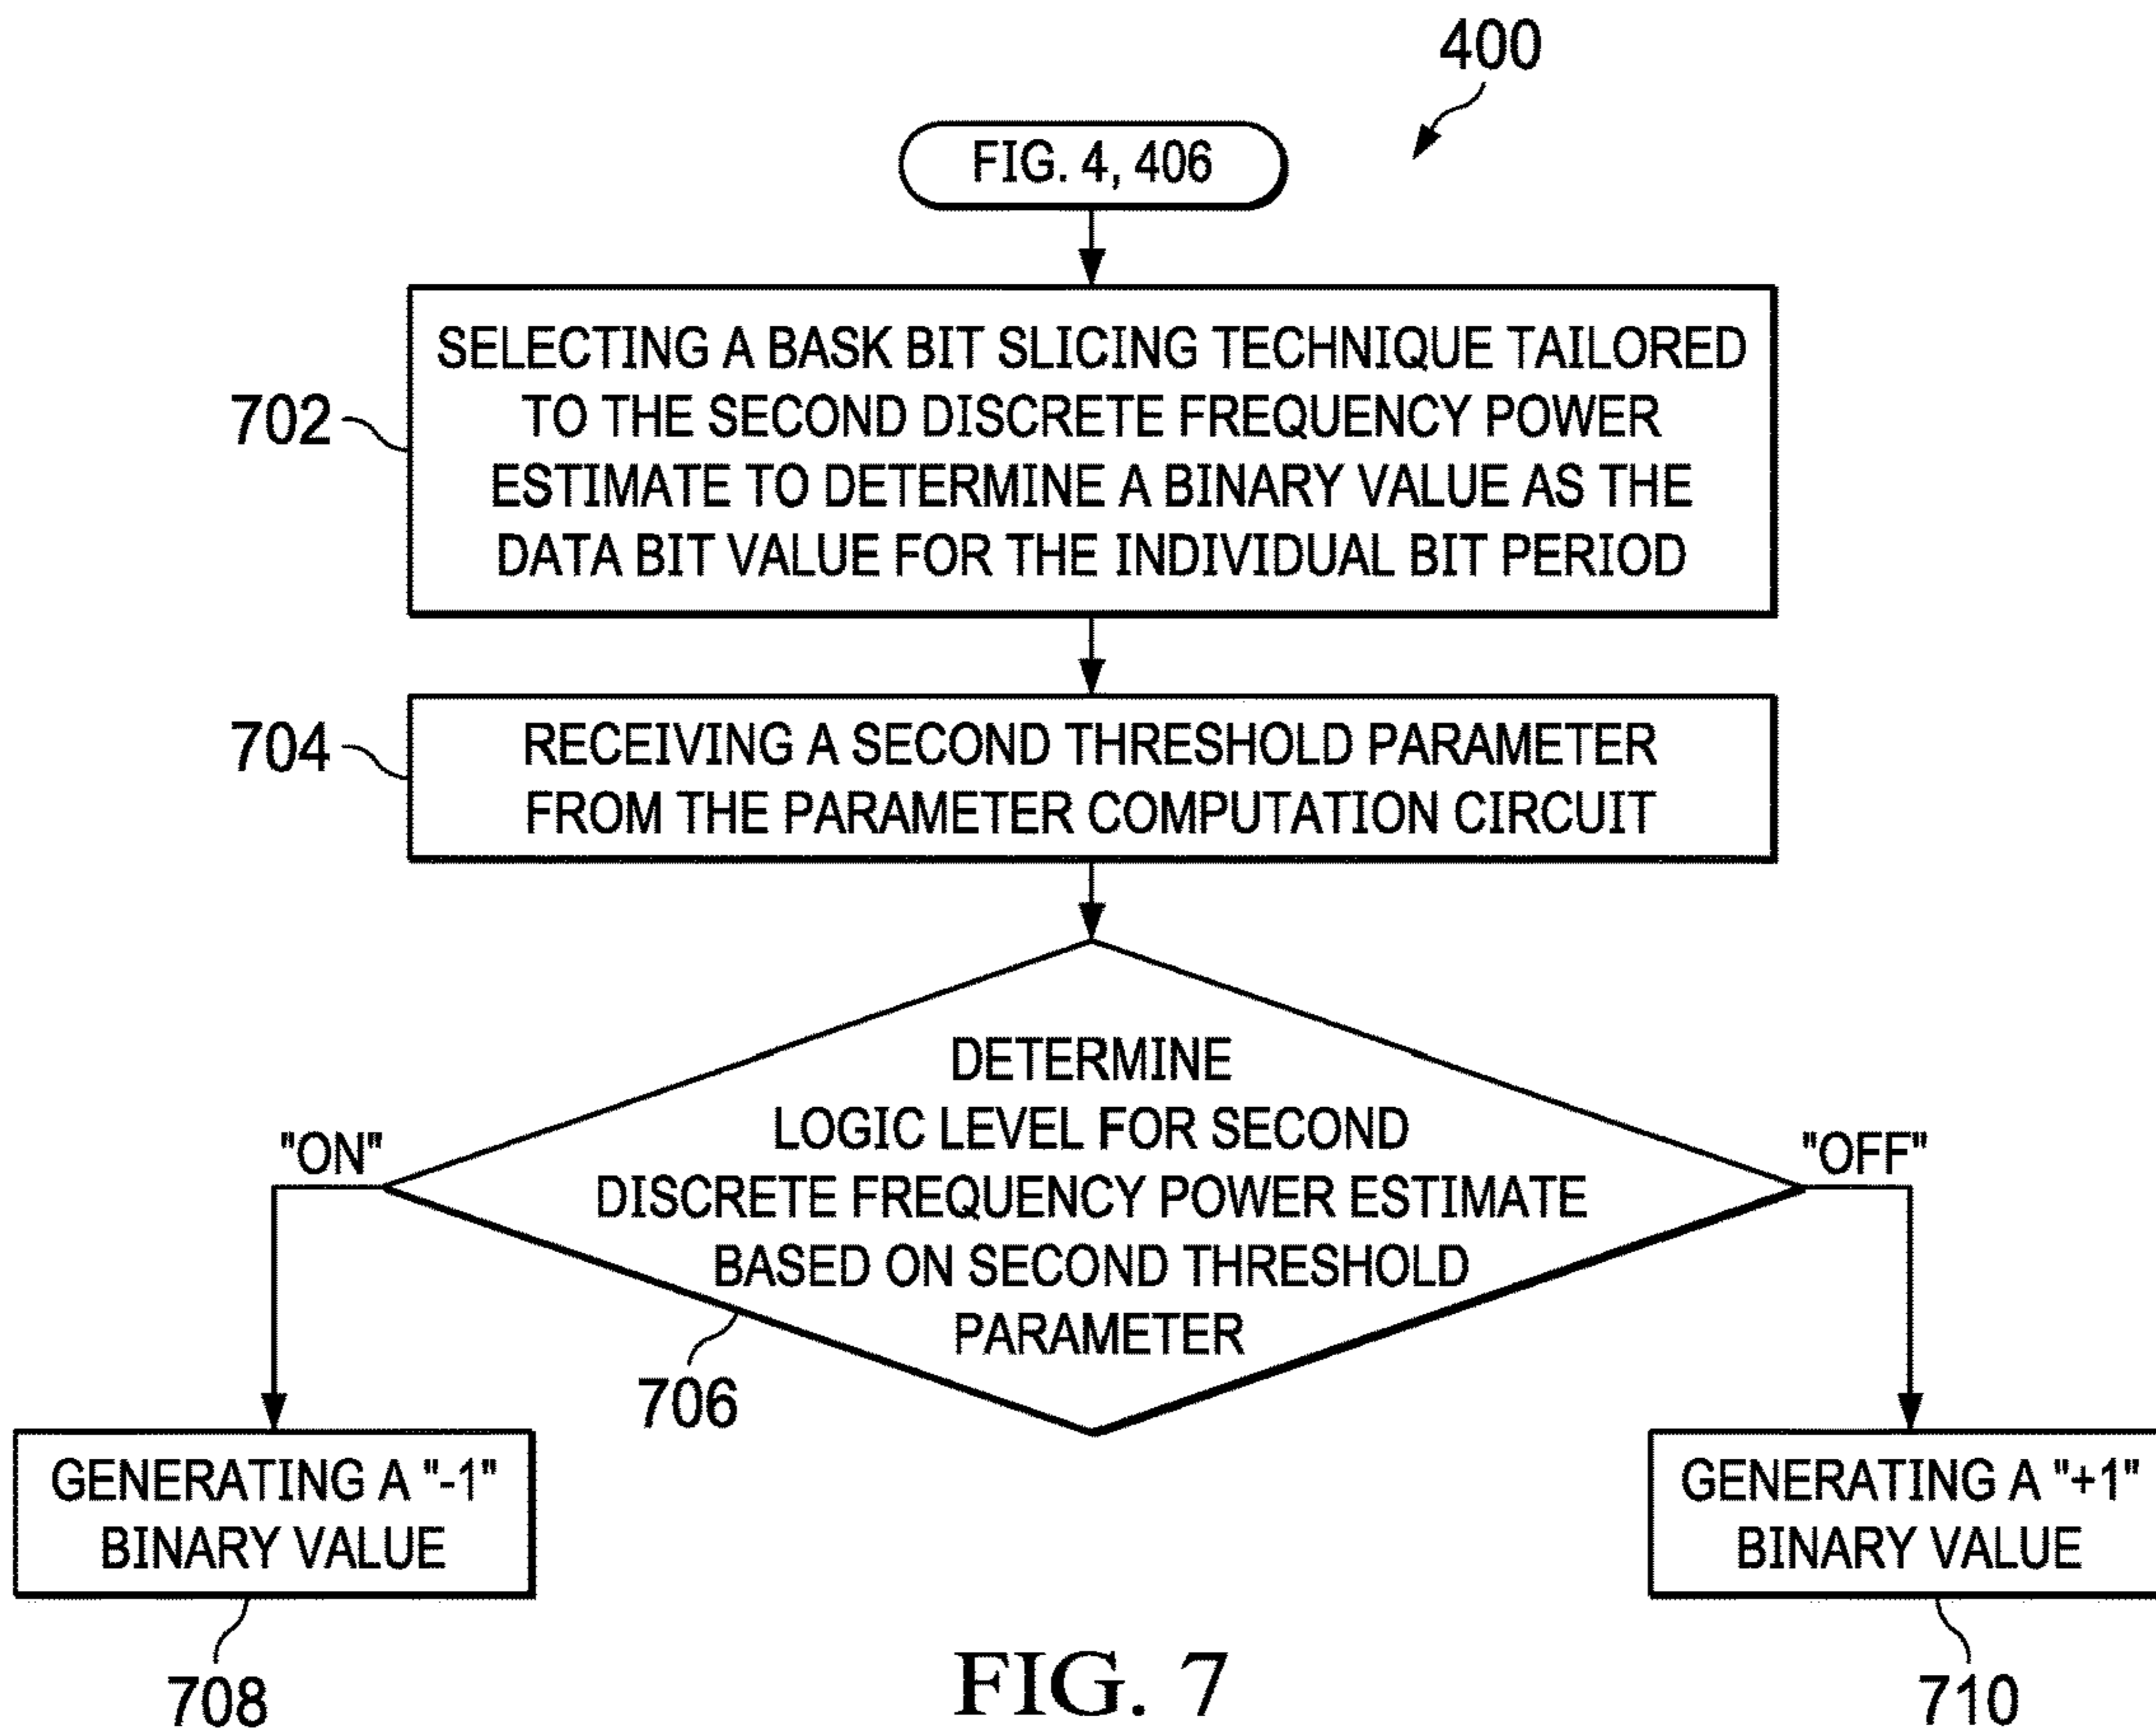 400
FIG. 4, 406
SELECTING A BASK BIT SLICING TECHNIQUE TAILORED
TO THE SECOND DISCRETE FREQUENCY POWER
ESTIMATE TO DETERMINE A BINARY VALUE AS THE
DATA BIT VALUE FOR THE INDIVIDUAL BIT PERIOD
702
RECEIVING A SECOND THRESHOLD PARAMETER
FROM THE PARAMETER COMPUTATION CIRCUIT
704
DETERMINE
LOGIC LEVEL FOR SECOND
DISCRETE FREQUENCY POWER ESTIMATE
BASED ON SECOND THRESHOLD
PARAMETER
"ON"
"OFF"
706
GENERATING A "-1"
BINARY VALUE
708
GENERATING A "+1"
BINARY VALUE
710
FIG. 7